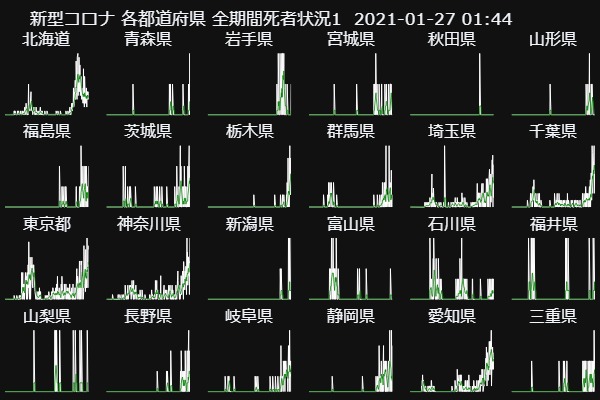 新型コロナ 各都道府県 全期間死者状況1 2021-01-27 01:44
北海道 青森県 岩手県 宮城県 秋田県 山形県
福島県 茨城県 栃木県 群馬県 埼玉県 千葉県
東京都 神奈川県 新潟県 富山県 石川県 福井県
山梨県 長野県 岐阜県 静岡県 愛知県 三重県